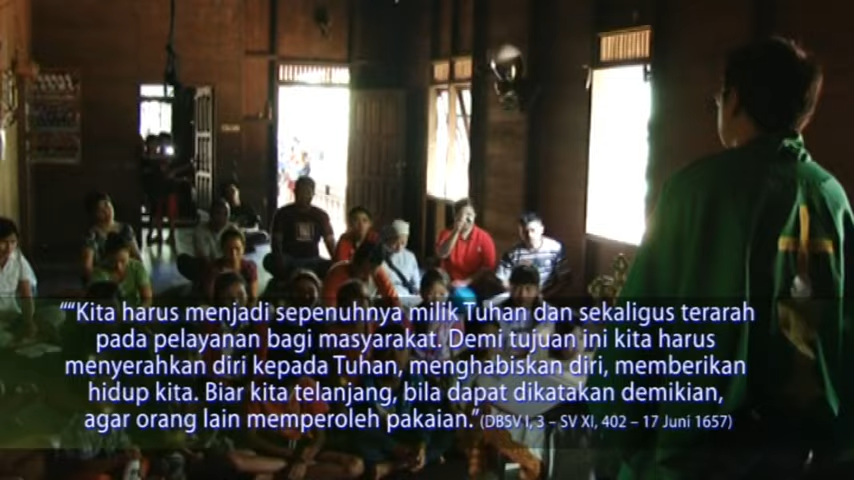 ““Kita harus menjadi sepenuhnya milik Tuhan dan sekaligus terarah
pada pelayanan bagi masyarakat. Demi tujuan ini kita harus
menyerahkan diri kepada Tuhan, menghabiskan diri, memberikan
hidup kita. Biar kita telanjang, bila dapat dikatakan demikian,
agar orang lain memperoleh pakaian.” (DBSV I, 3 – SV XI, 402 – 17 Juni 1657)